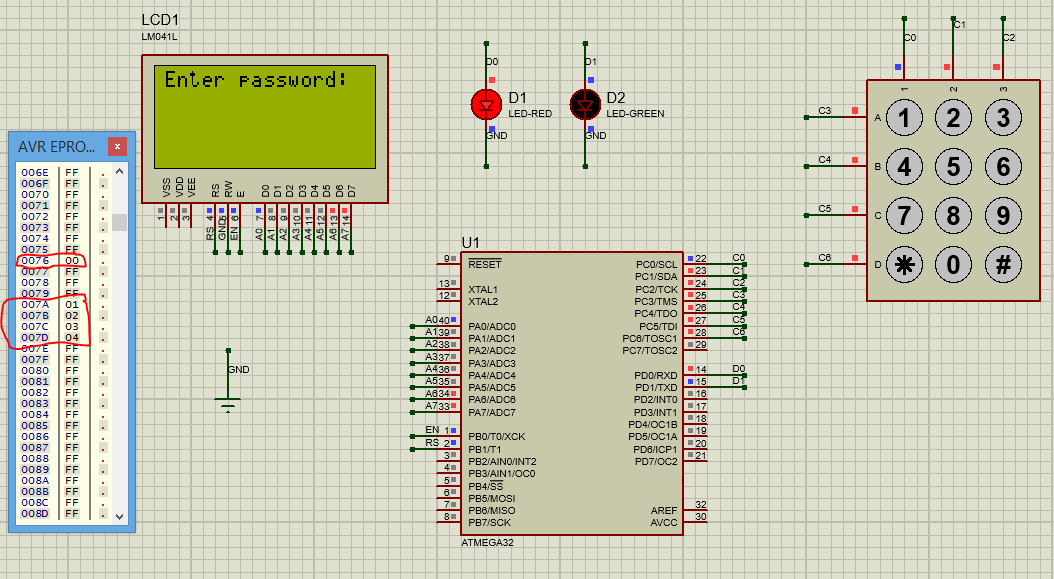 LCD1
LM041L
Enter password:
VSS
VDD
VEE
RS
RW
E
D0
D1
D2
D3
D4
D5
D6
D7
1
2
3
4
5
6
7
8
9
10
11
12
13
14
RS
GND
EN
A0
A1
A2
A3
A4
A5
A6
A7
AVR EPRO...
x
006E FF .
006F FF .
0070 FF .
0071 FF .
0072 FF .
0073 FF .
0074 FF .
0075 FF .
0076 00 .
0077 FF .
0078 FF .
0079 FF .
007A 01 .
007B 02 .
007C 03 .
007D 04 .
007E FF .
007F FF .
0080 FF .
0081 FF .
0082 FF .
0083 FF .
0084 FF .
0085 FF .
0086 FF .
0087 FF .
0088 FF .
0089 FF .
008A FF .
008B FF .
008C FF .
008D FF .
GND
D0
D1
LED-RED
GND
D1
D2
LED-GREEN
GND
C0
C1
C2
1
2
3
C3 A 1 2 3
C4 B 4 5 6
C5 C 7 8 9
C6 D * 0 #
U1
9 RESET
13 XTAL1
12 XTAL2
A0 40 PA0/ADC0
A1 39 PA1/ADC1
A2 38 PA2/ADC2
A3 37 PA3/ADC3
A4 36 PA4/ADC4
A5 35 PA5/ADC5
A6 34 PA6/ADC6
A7 33 PA7/ADC7
EN 1 PB0/T0/XCK
RS 2 PB1/T1
3 PB2/AIN0/INT2
4 PB3/AIN1/OC0
5 PB4/SS
6 PB5/MOSI
7 PB6/MISO
8 PB7/SCK
PC0/SCL 22 C0
PC1/SDA 23 C1
PC2/TCK 24 C2
PC3/TMS 25 C3
PC4/TDO 26 C4
PC5/TDI 27 C5
PC6/TOSC1 28 C6
PC7/TOSC2 29
PD0/RXD 14 D0
PD1/TXD 15 D1
PD2/INT0 16
PD3/INT1 17
PD4/OC1B 18
PD5/OC1A 19
PD6/ICP1 20
PD7/OC2 21
AREF 32
AVCC 30
ATMEGA32